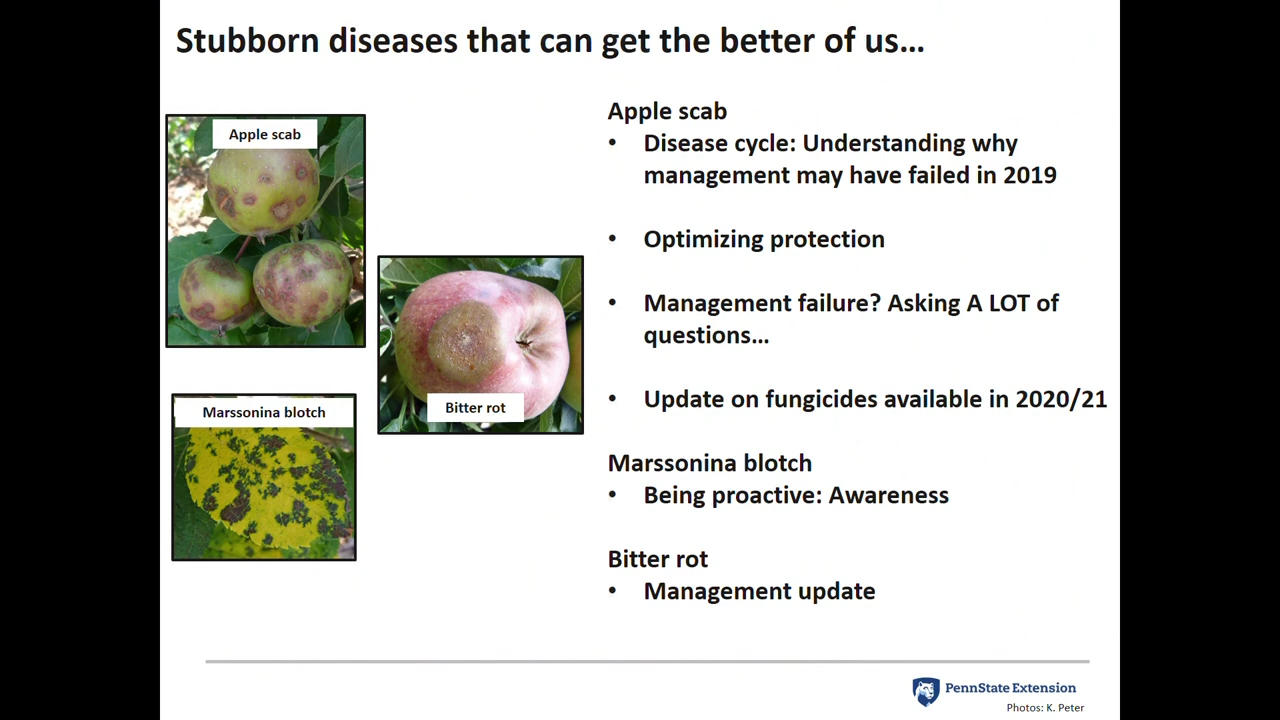 Stubborn diseases that can get the better of us…
Apple scab
Bitter rot
Marssonina blotch
Apple scab
• Disease cycle: Understanding why
management may have failed in 2019
• Optimizing protection
• Management failure? Asking A LOT of
questions…
• Update on fungicides available in 2020/21
Marssonina blotch
• Being proactive: Awareness
Bitter rot
• Management update
PennState Extension
Photos: K. Peter